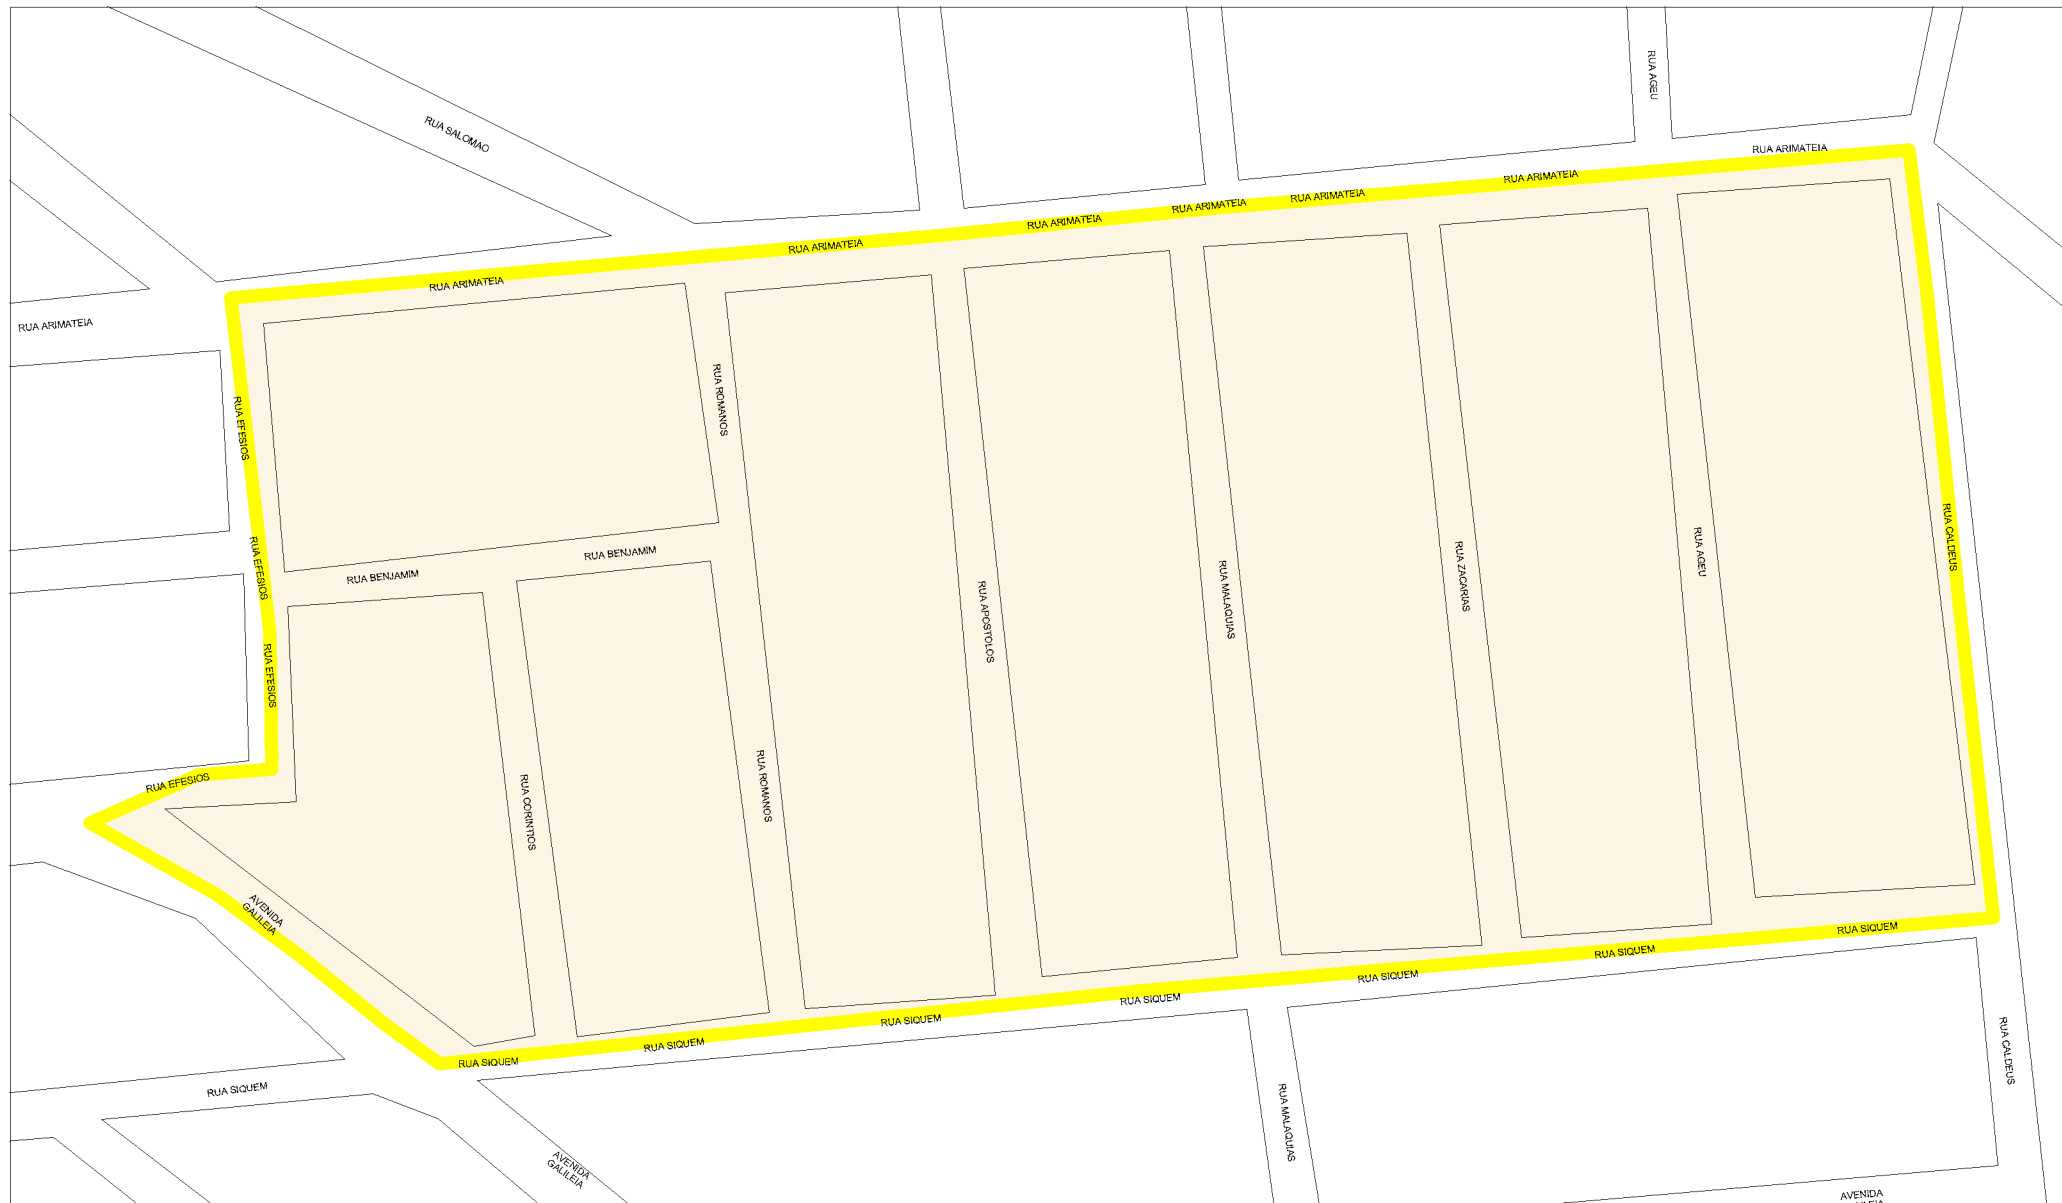 RUA AGEU
RUA SALOMAO
RUA ARIMATEIA
RUA ARIMATEIA
RUA ARIMATEIA
RUA ARIMATEIA
RUA ARIMATEIA
RUA ARIMATEIA
RUA ARIMATEIA
RUA ARIMATEIA
RUA ROMANOS
RUA EFESIOS
RUA CALDEUS
RUA AGEU
RUA BENJAMIM
RUA BENJAMIM
RUA EFESIOS
RUA ZACARIAS
RUA MALAQUIAS
RUA APOSTOLOS
RUA EFESIOS
RUA EFESIOS
RUA ROMANOS
RUA CORINTIOS
AVENIDA
GALILEIA
RUA SIQUEM
RUA SIQUEM
RUA SIQUEM
RUA SIQUEM
RUA SIQUEM
RUA SIQUEM
RUA SIQUEM
RUA SIQUEM
RUA CALDEUS
RUA MALAQUIAS
AVENIDA
GALILEIA
AVENIDA